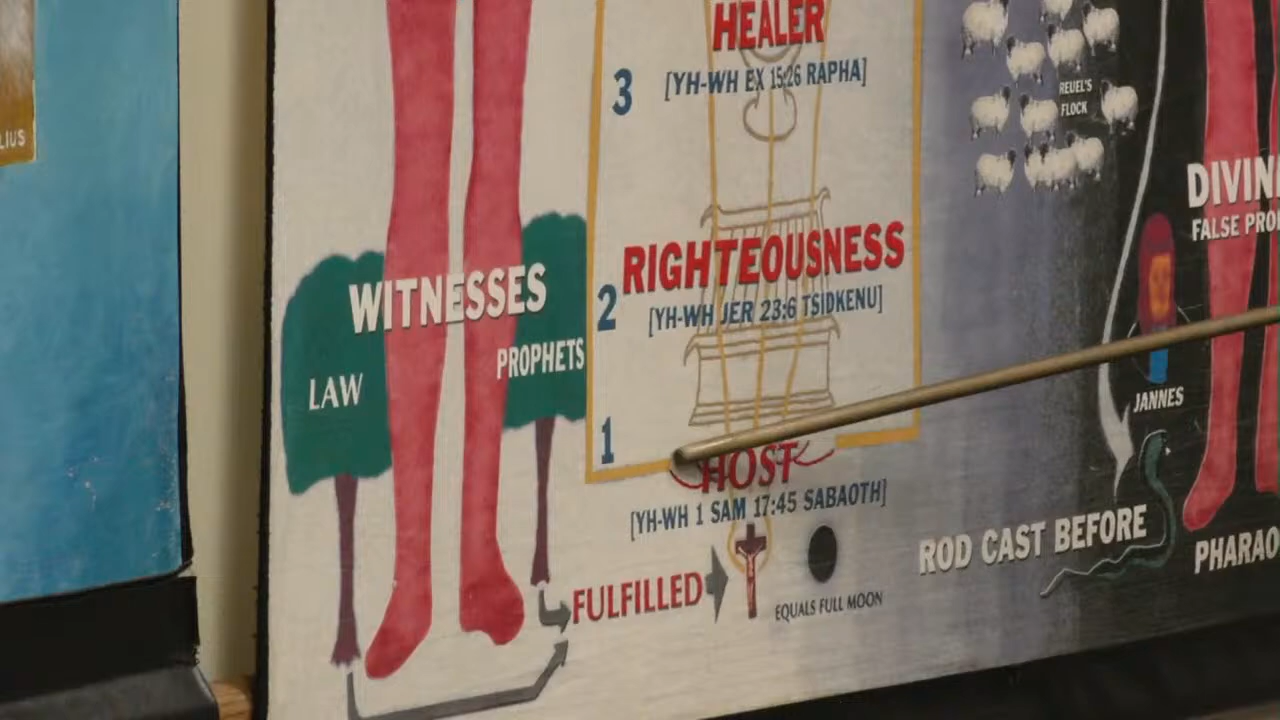 LIUS
HEALER
3
[YH-WH EX 15:26 RAPHA]
REUEL'S
FLOCK
RIGHTEOUSNESS
2
[YH-WH JER 23:6 TSIDKENU]
WITNESSES
LAW
PROPHETS
1
HOST
[YH-WH 1 SAM 17:45 SABAOTH]
FULFILLED
EQUALS FULL MOON
DIVIN
FALSE PRO
JANNES
ROD CAST BEFORE
PHARAO